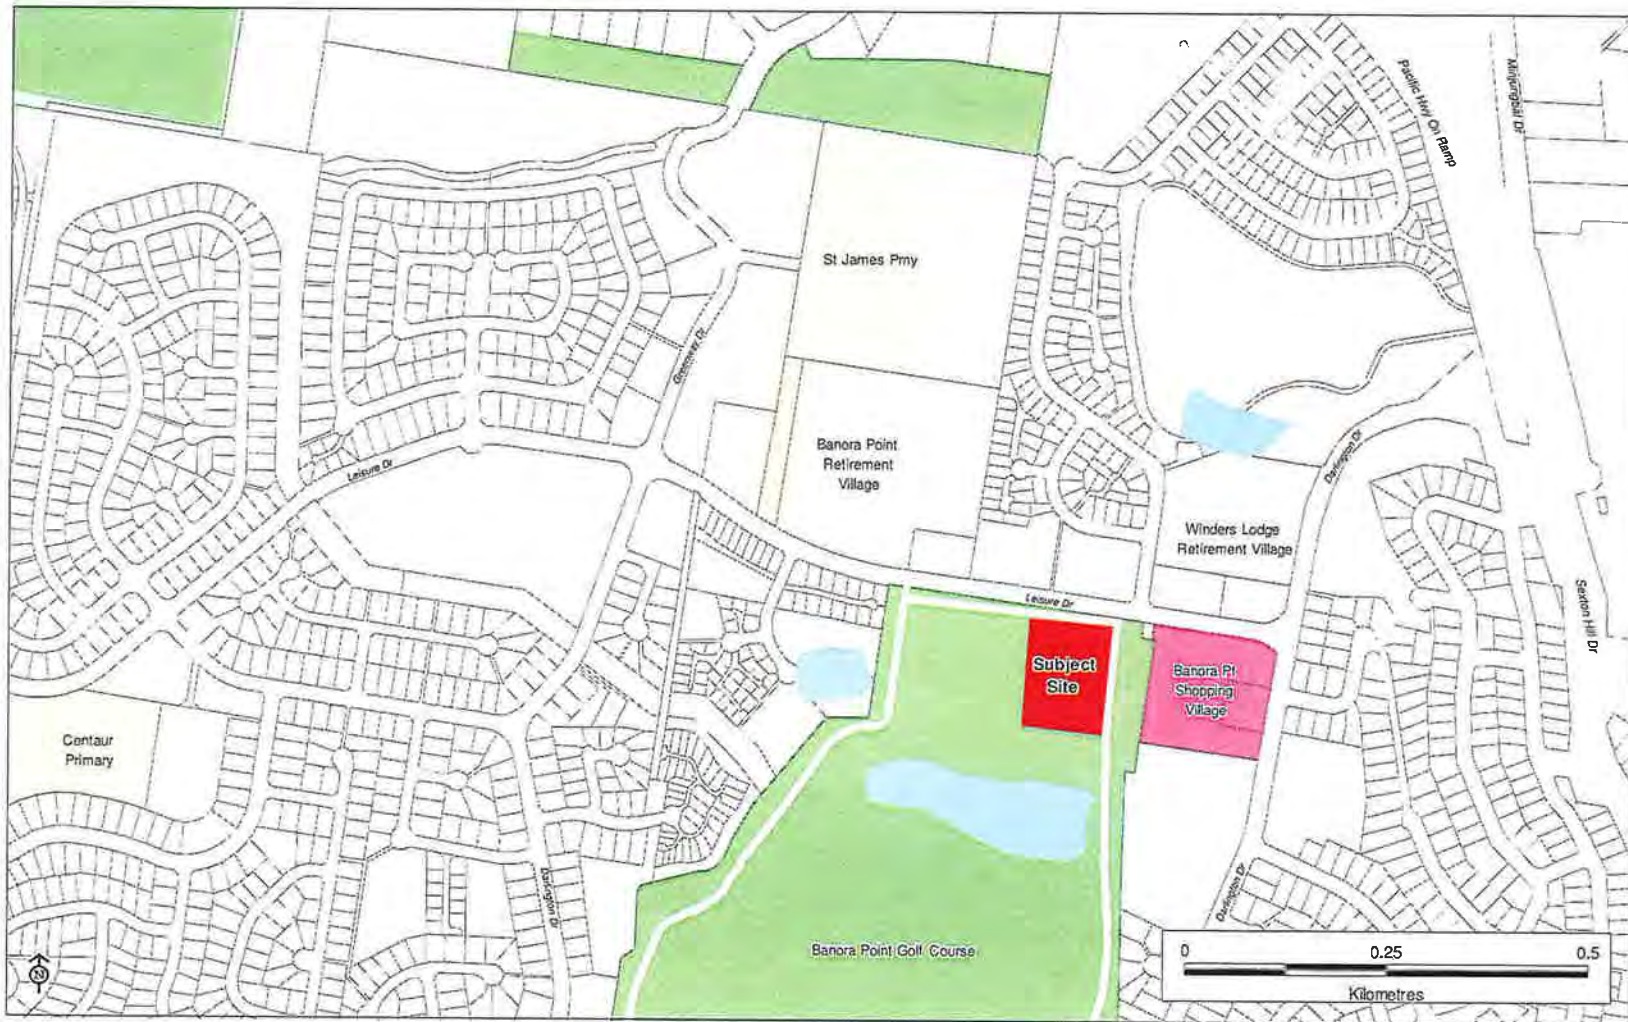 Pacific Hwy On Ramp
Minjungbal Dr
St James Prny
Greenway Dr
Banora Point
Retirement
Village
Leisure Dr
Darlington Dr
Winders Lodge
Retirement Village
Leisure Dr
Sexton Hill Dr
Subject
Site
Banora Pt
Shopping
Village
Centaur
Primary
Darlington Dr
Darlington Dr
Banora Point Golf Course
N
0 0.25 0.5
Kilometres